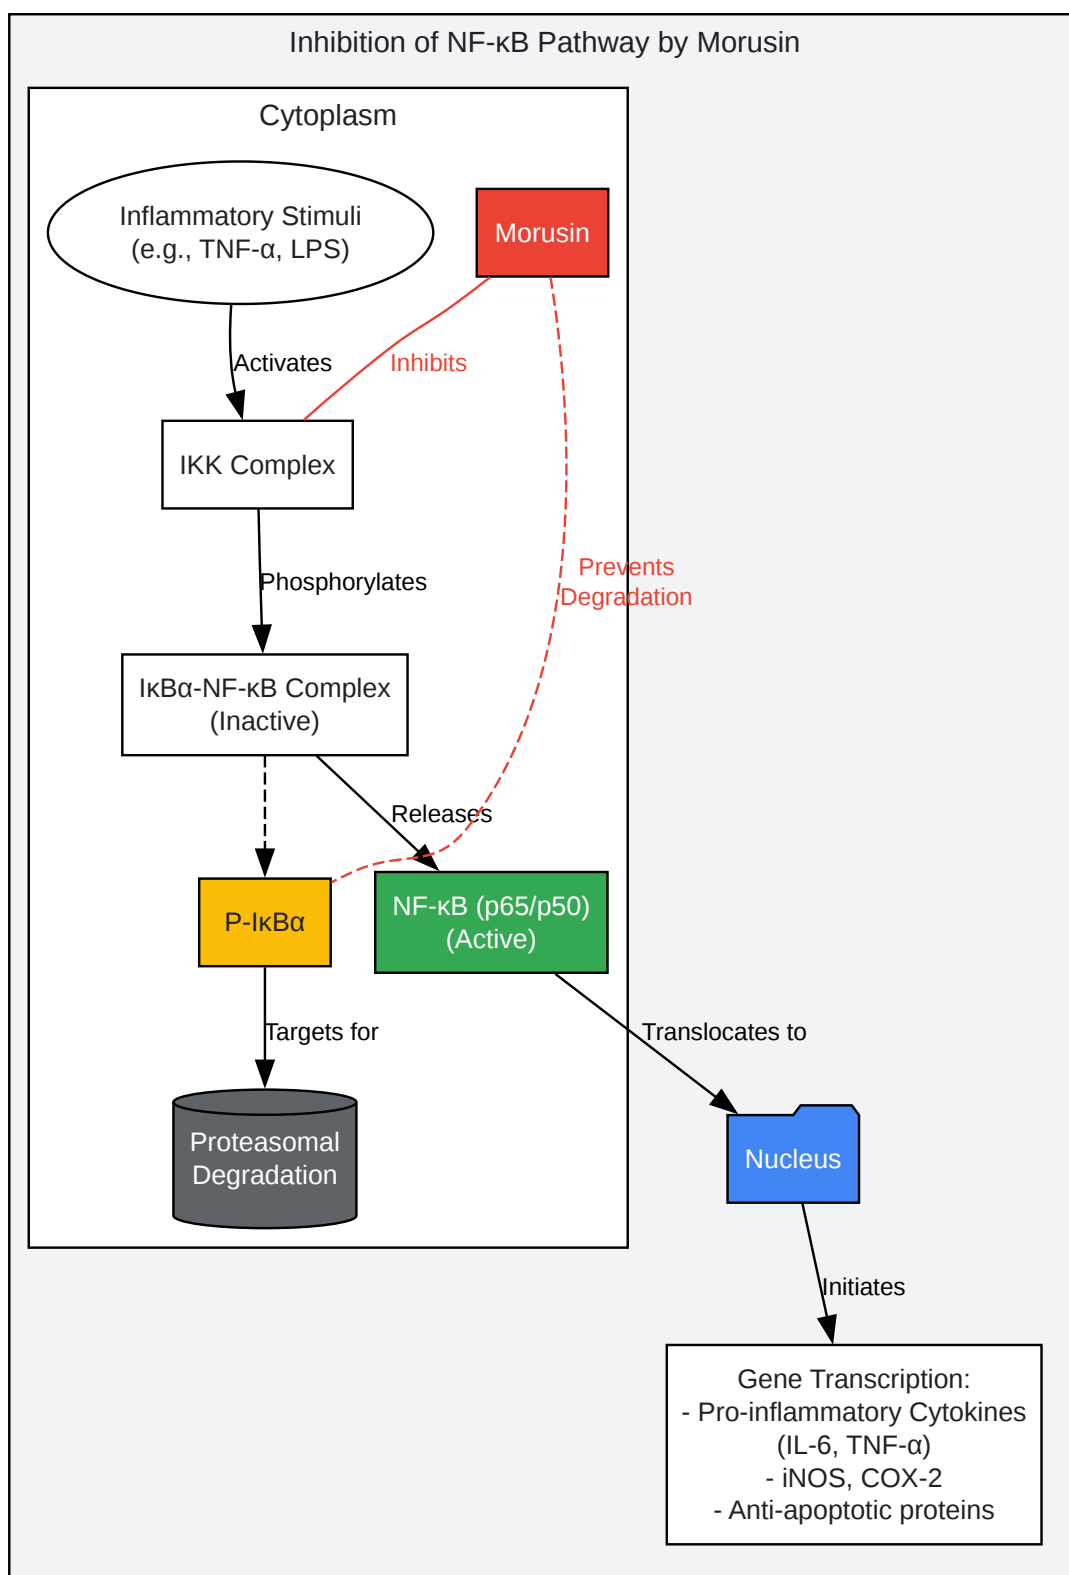 Inhibition of NF-κB Pathway by Morusin
Cytoplasm
Inflammatory Stimuli
(e.g., TNF-α, LPS)
Morusin
Activates
Inhibits
IKK Complex
Phosphorylates
Prevents
Degradation
IκBα-NF-κB Complex
(Inactive)
Releases
P-IκBα
NF-κB (p65/p50)
(Active)
Targets for
Translocates to
Proteasomal
Degradation
Nucleus
Initiates
Gene Transcription:
- Pro-inflammatory Cytokines
(IL-6, TNF-α)
- iNOS, COX-2
- Anti-apoptotic proteins